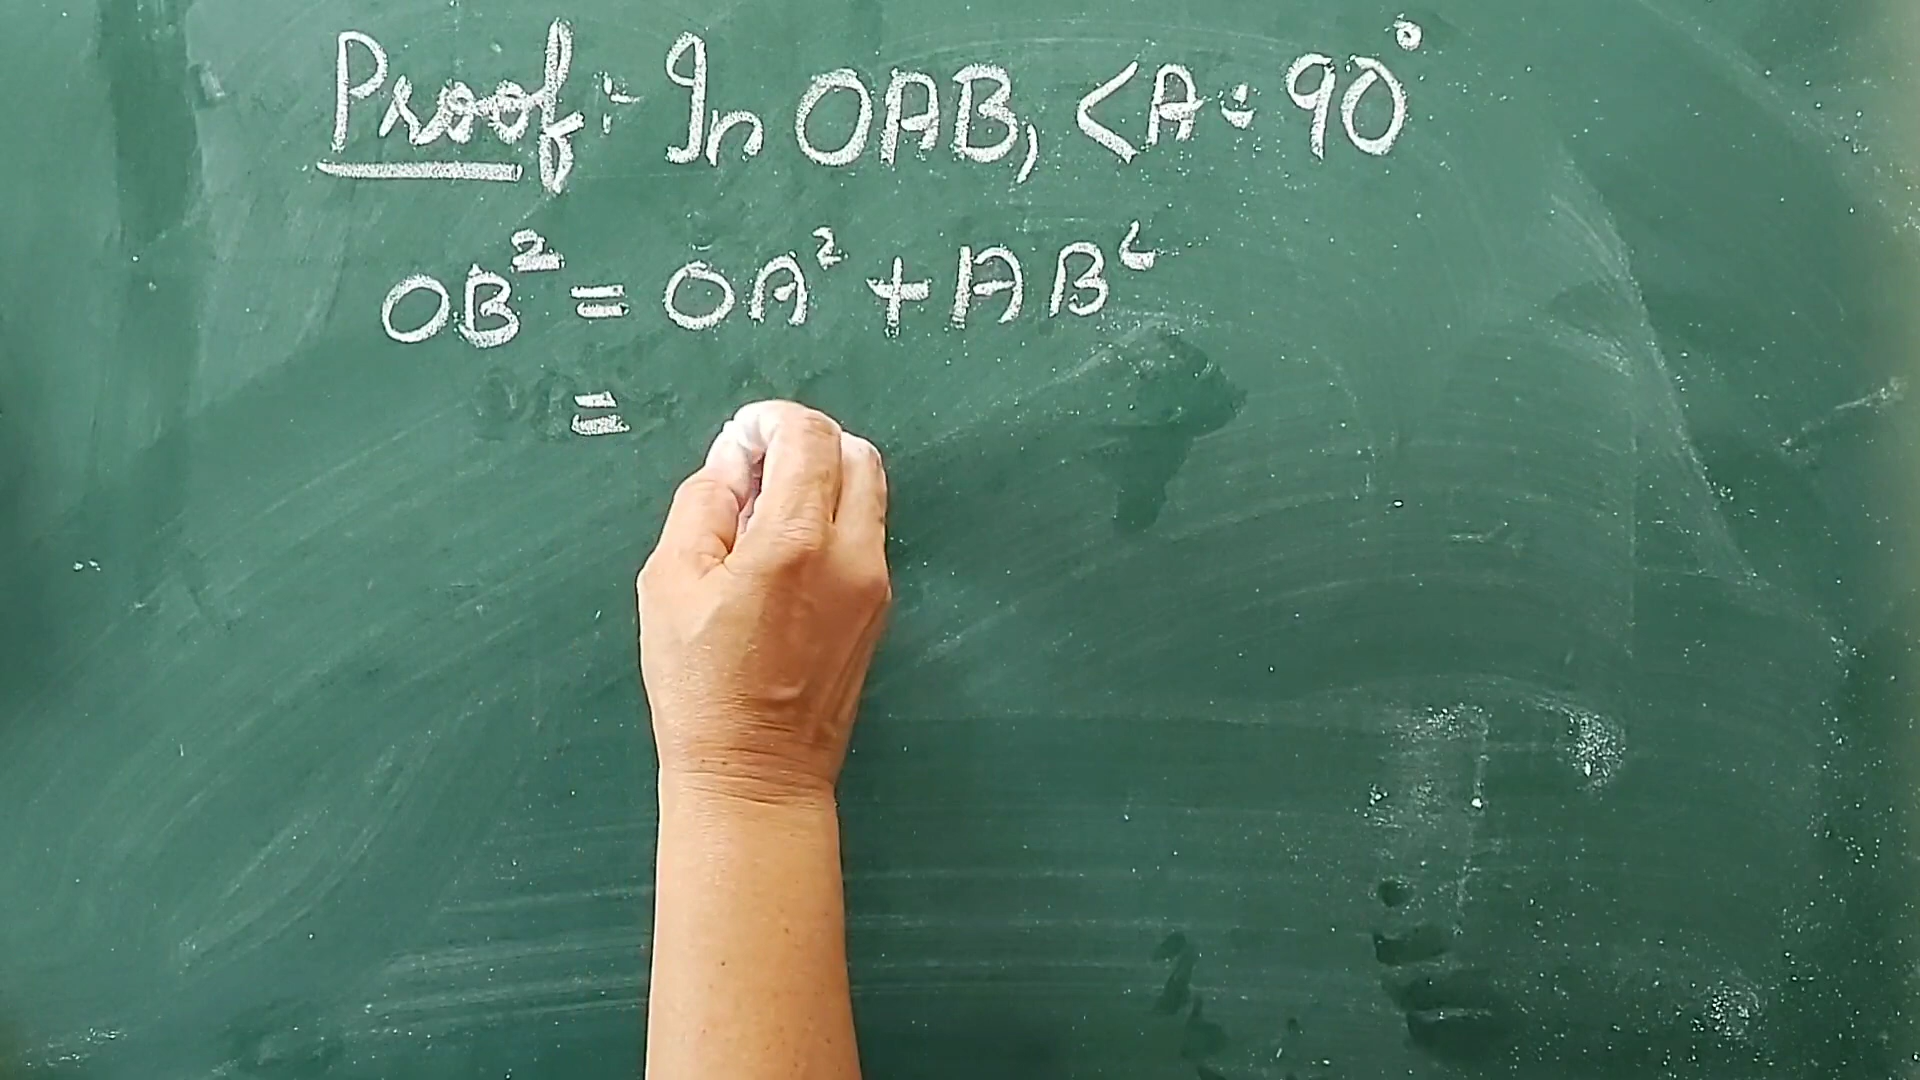 Proof:- In OAB, <A = 90°
OB² = OA² + AB²
=